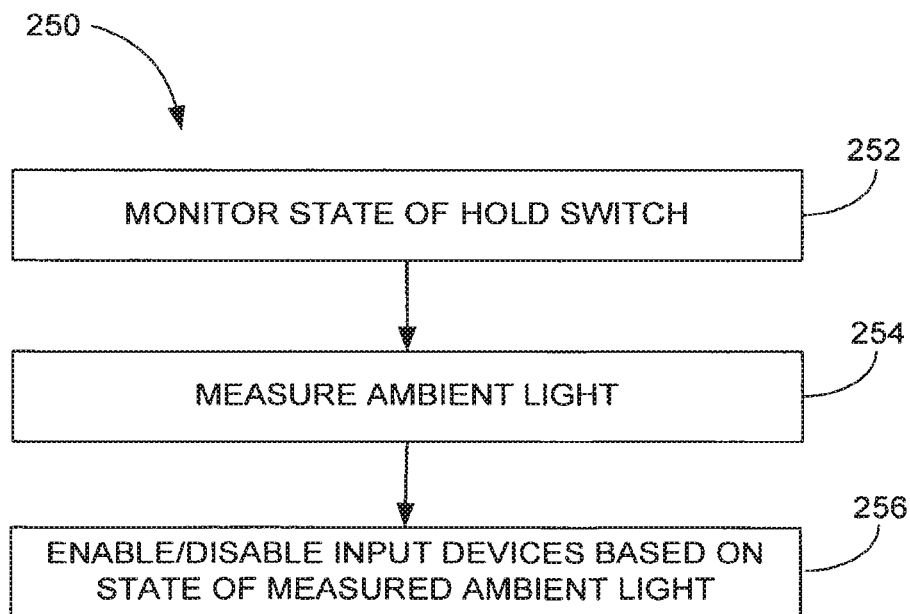 250
252
MONITOR STATE OF HOLD SWITCH
254
MEASURE AMBIENT LIGHT
256
ENABLE/DISABLE INPUT DEVICES BASED ON
STATE OF MEASURED AMBIENT LIGHT